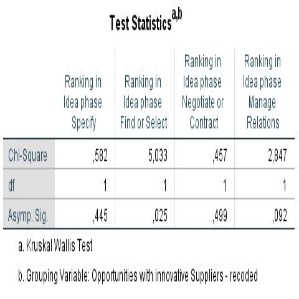 Test Statistics a,b
Ranking in Idea phase Specify
Ranking in Idea phase Find or Select
Ranking in Idea phase Negotiate or Contract
Ranking in Idea phase Manage Relations
Chi-Square ,582 5,033 ,457 2,847
df 1 1 1 1
Asymp. Sig. ,445 ,025 ,499 ,092
a. Kruskal Wallis Test
b. Grouping Variable: Opportunities with innovative Suppliers - recoded